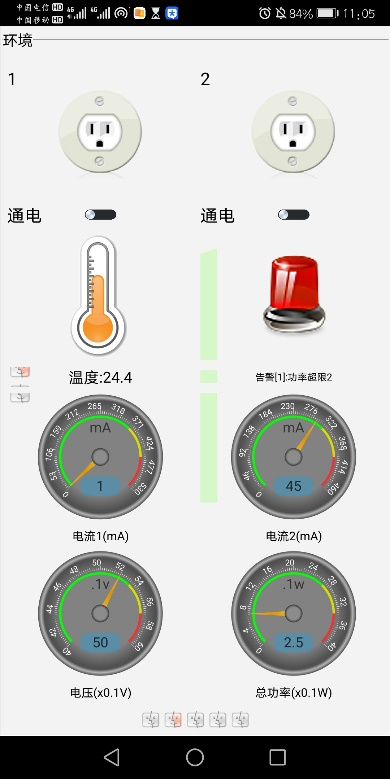 中国电信 HD 4G 4G 84% 11:05
中国移动 HD
环境
1 2
通电 通电
温度:24.4 告警[1]:功率超限2
0 53 106 159 212 265 318 371 424 477 530
mA
1
电流1(mA)
0 46 92 138 184 230 276 322 368 414 460
mA
45
电流2(mA)
40 42 44 46 48 50 52 54 56 58 60
.1v
50
电压(x0.1V)
0 4 8 12 16 20 24 28 32 36 40
.1w
2.5
总功率(x0.1W)